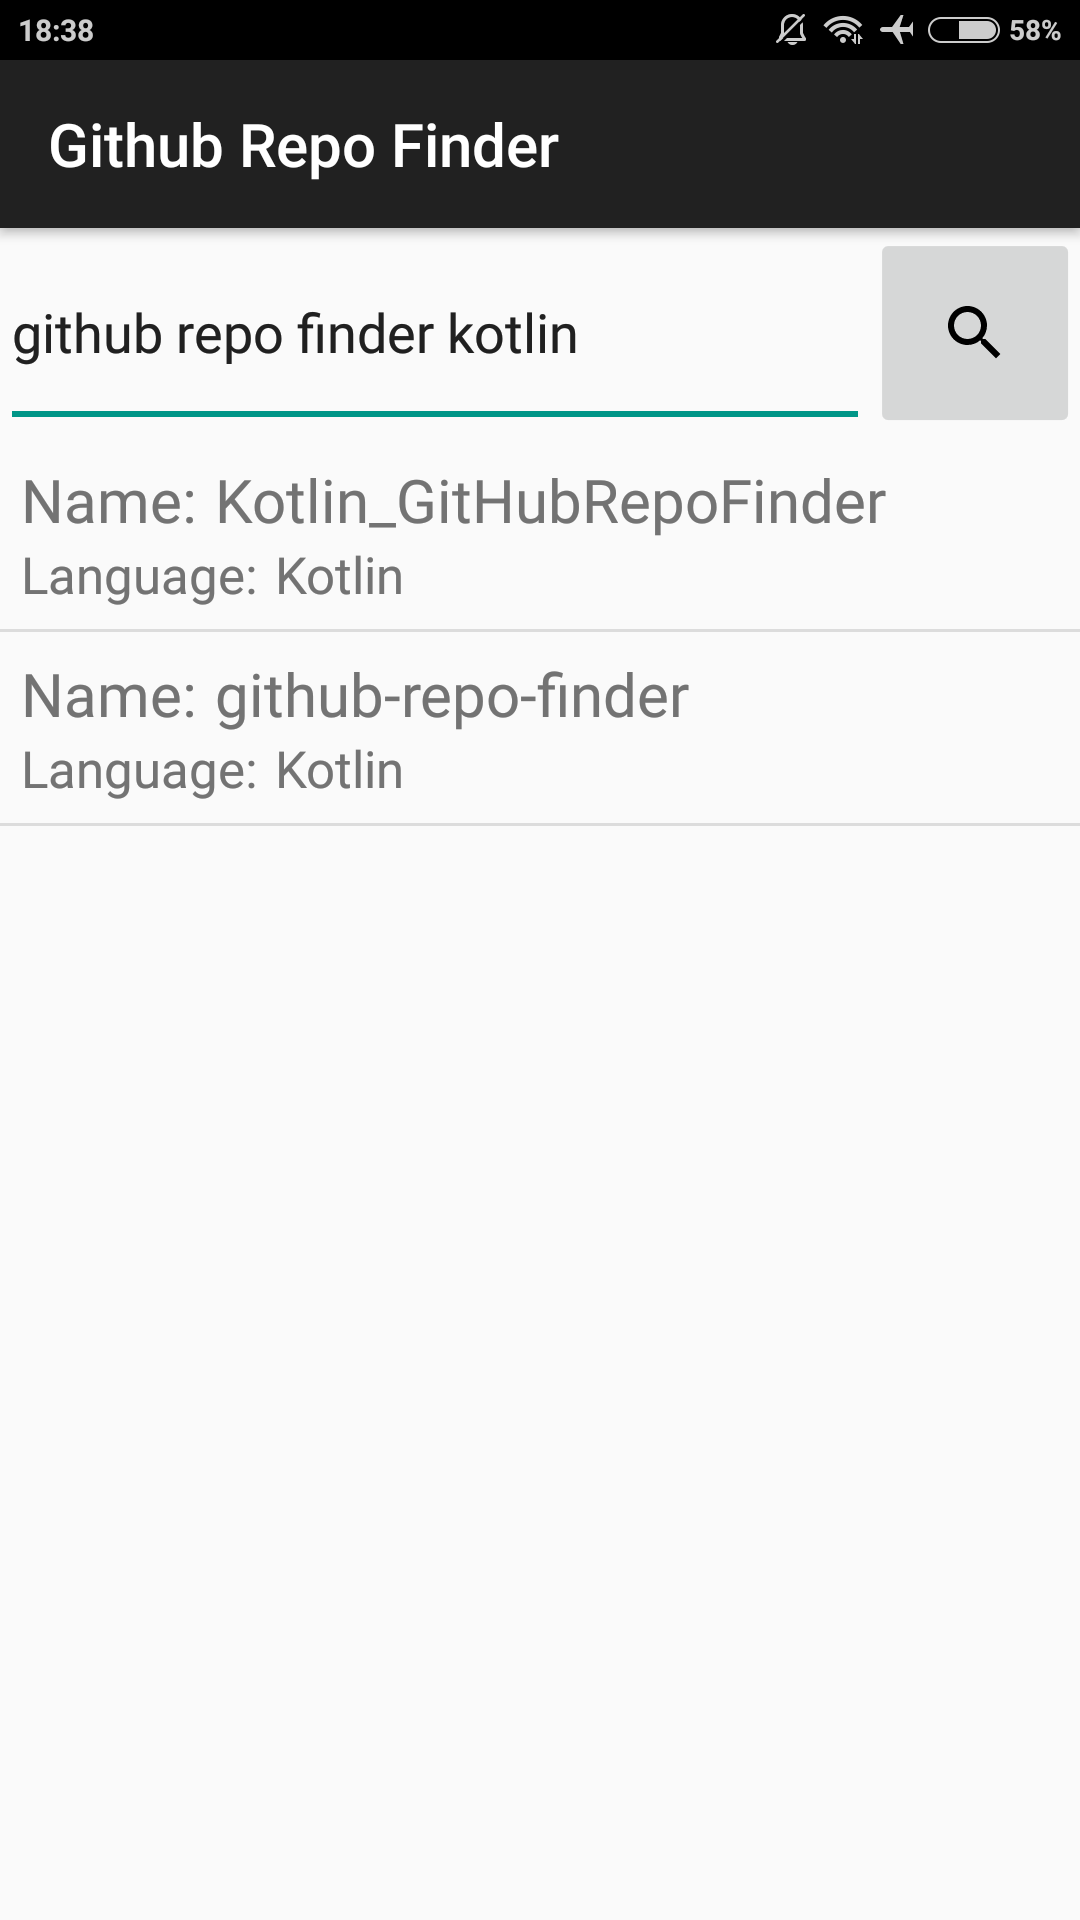 18:38
58%
Github Repo Finder
github repo finder kotlin
Name: Kotlin_GitHubRepoFinder
Language: Kotlin
Name: github-repo-finder
Language: Kotlin